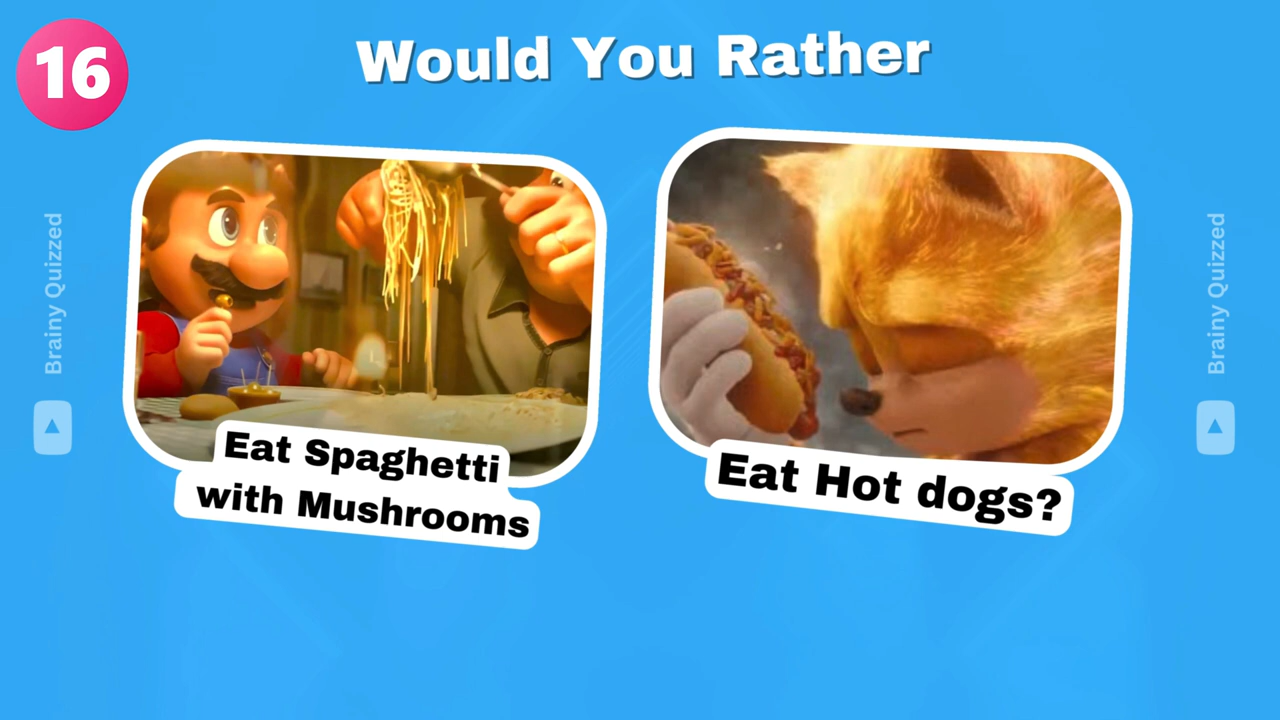 16
Would You Rather
Brainy Quizzed
Eat Spaghetti
with Mushrooms
Eat Hot dogs?
Brainy Quizzed